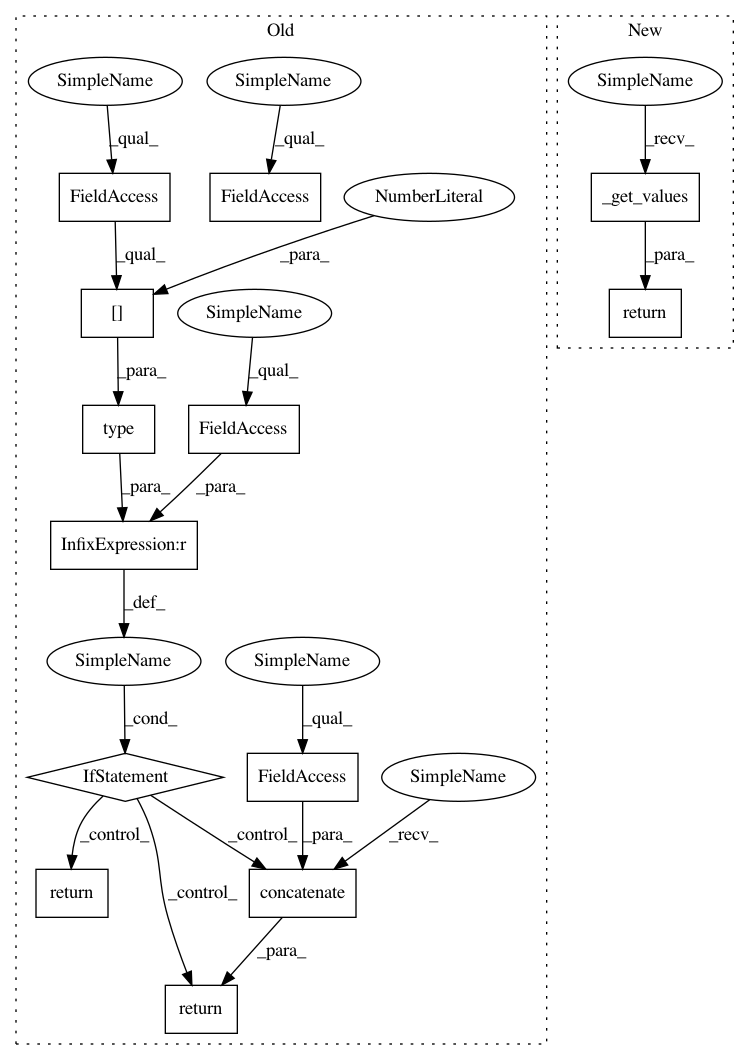 Old
New
SimpleName
SimpleName
SimpleName
_qual_
_qual_
_recv_
FieldAccess
FieldAccess
NumberLiteral
_get_values
_qual_
_para_
_para_
[]
SimpleName
return
_para_
_qual_
type
FieldAccess
_para_
_para_
InfixExpression:r
_def_
SimpleName
SimpleName
_cond_
_qual_
IfStatement
FieldAccess
SimpleName
_control_
_control_
_para_
_recv_
return
_control_
concatenate
_para_
return